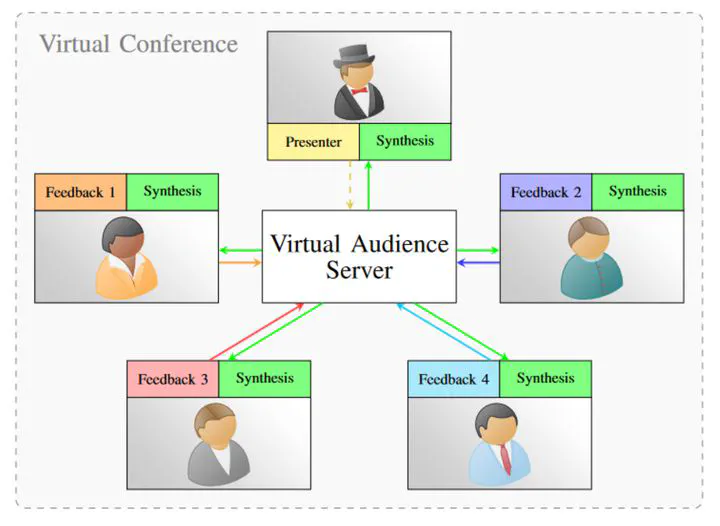 Virtual Conference
Presenter
Synthesis
Feedback 1
Synthesis
Feedback 2
Synthesis
Virtual Audience
Server
Feedback 3
Synthesis
Feedback 4
Synthesis